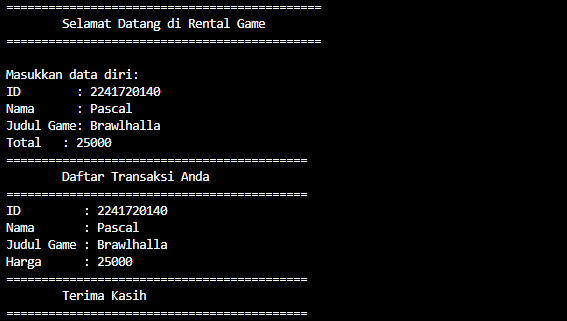 =============================================
        Selamat Datang di Rental Game
=============================================

Masukkan data diri:
ID        : 2241720140
Nama      : Pascal
Judul Game: Brawlhalla
Total   : 25000
===========================================
        Daftar Transaksi Anda
===========================================
ID         : 2241720140
Nama       : Pascal
Judul Game : Brawlhalla
Harga      : 25000
===========================================
        Terima Kasih
===========================================